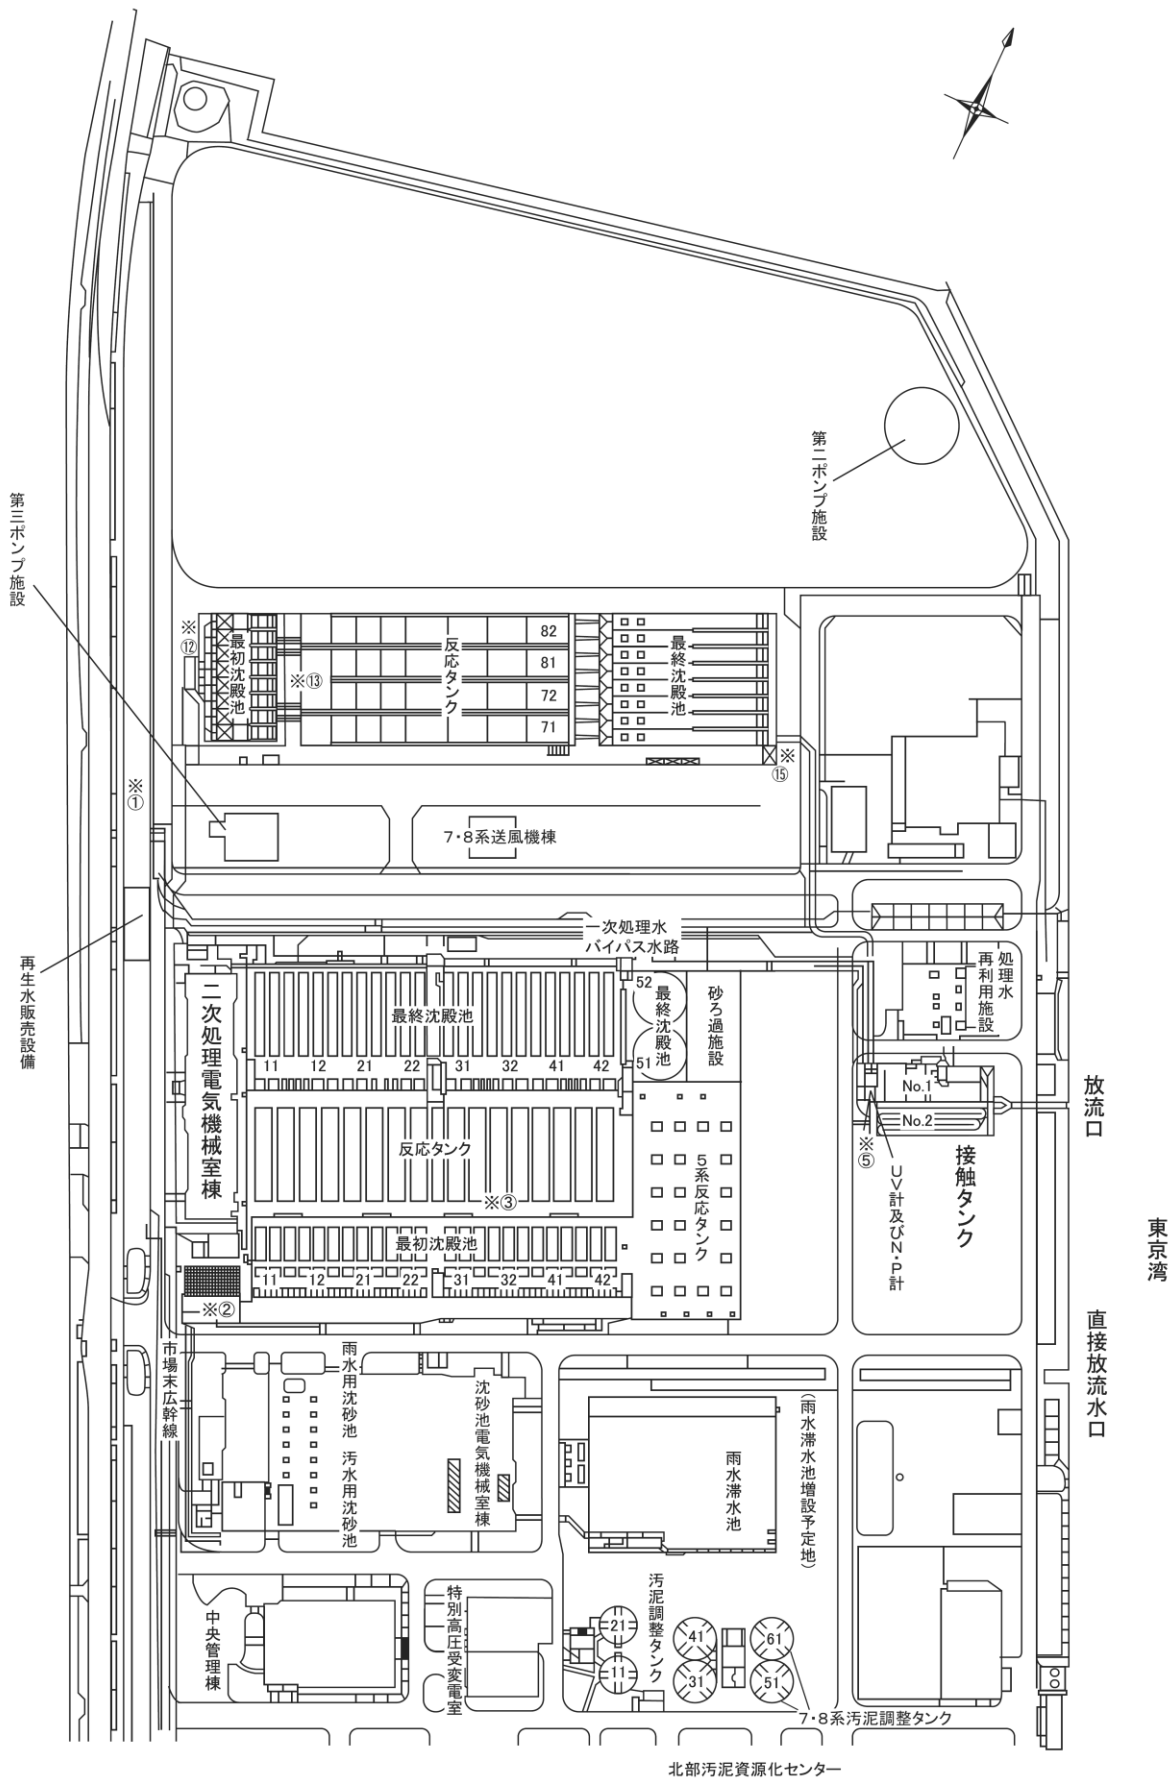 第二ポンプ施設
第三ポンプ施設
※
⑫
最初沈殿池
※⑬
反応タンク
82
81
72
71
最終沈殿池
※
⑮
※
①
7・8系送風機棟
一次処理水
バイパス水路
再生水販売設備
二次処理電気機械室棟
最終沈殿池
11 12 21 22 31 32 41 42
52
最終沈殿池
51
砂ろ過施設
処理水
再利用施設
No.1
No.2
※
⑤
UV計及びN・P計
接触タンク
放流口
反応タンク
※③
5系反応タンク
最初沈殿池
11 12 21 22 31 32 41 42
※②
東京湾
直接放流水口
市場末広幹線
雨水用沈砂池
汚水用沈砂池
沈砂池電気機械室棟
雨水滞水池
（雨水滞水池増設予定地）
中央管理棟
特別高圧受変電室
汚泥調整タンク
21
11
41
31
61
51
7・8系汚泥調整タンク
北部汚泥資源化センター